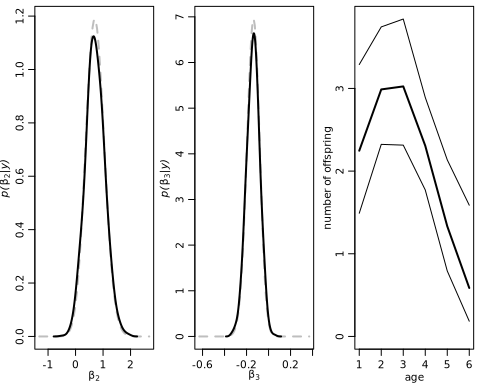 p(β2|y)
0.0 0.2 0.4 0.6 0.8 1.0 1.2
-1 0 1 2
β2
p(β3|y)
0 1 2 3 4 5 6 7
-0.6 -0.2 0.2
β3
number of offspring
0 1 2 3
1 2 3 4 5 6
age